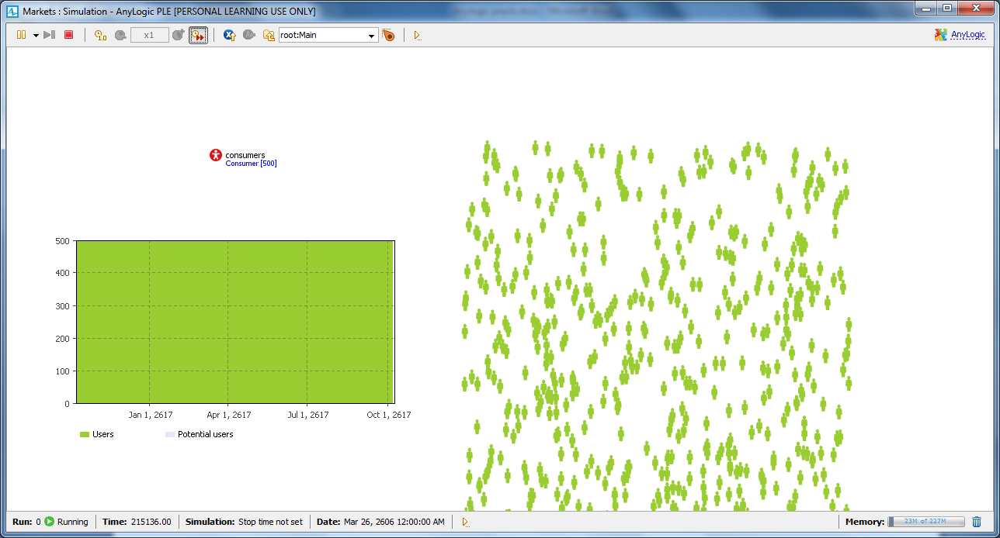 Markets : Simulation - AnyLogic PLE [PERSONAL LEARNING USE ONLY]
1.0 x1 root:Main AnyLogic
consumers
Consumer [500]
500
400
300
200
100
0
Jan 1, 2617 Apr 1, 2617 Jul 1, 2617 Oct 1, 2617
Users Potential users
Run: 0 Running Time: 215136.00 Simulation: Stop time not set Date: Mar 26, 2606 12:00:00 AM Memory: 23M of 227M